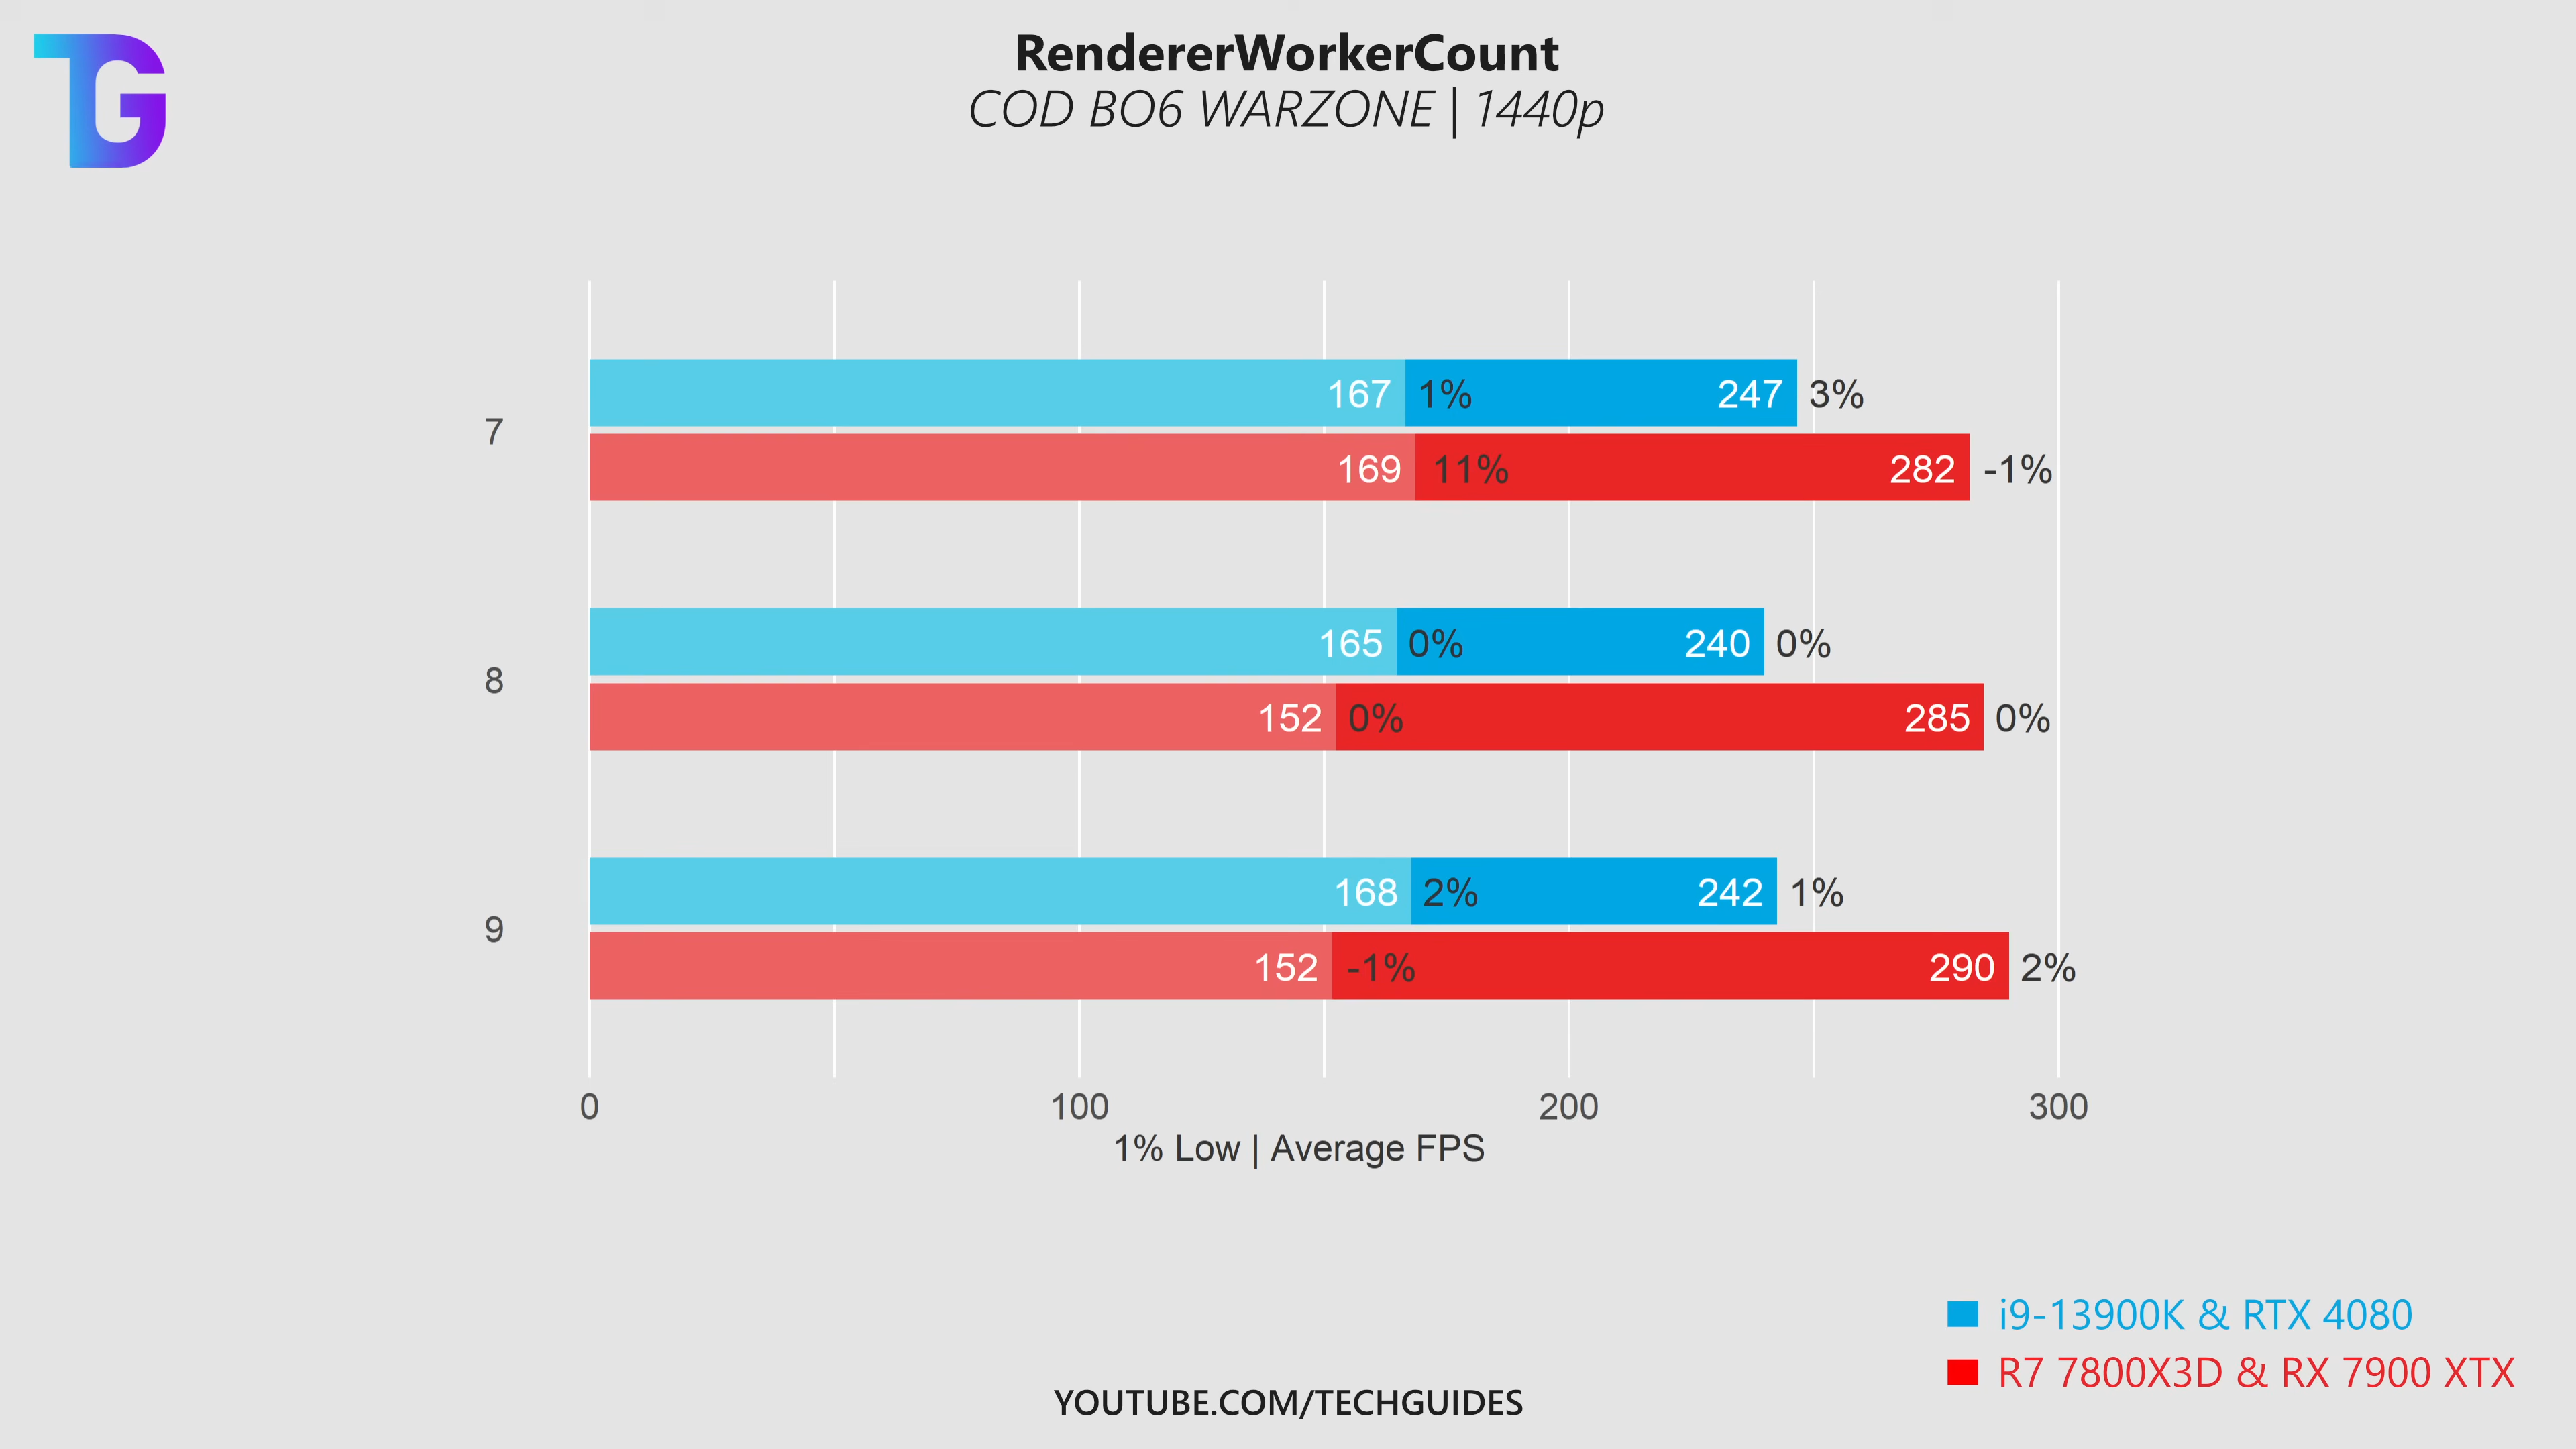 TG
RendererWorkerCount
COD BO6 WARZONE | 1440p
167 1% 247 3%
7
169 11% 282 -1%
165 0% 240 0%
8
152 0% 285 0%
168 2% 242 1%
9
152 -1% 290 2%
0 100 200 300
1% Low | Average FPS
i9-13900K & RTX 4080
R7 7800X3D & RX 7900 XTX
YOUTUBE.COM/TECHGUIDES